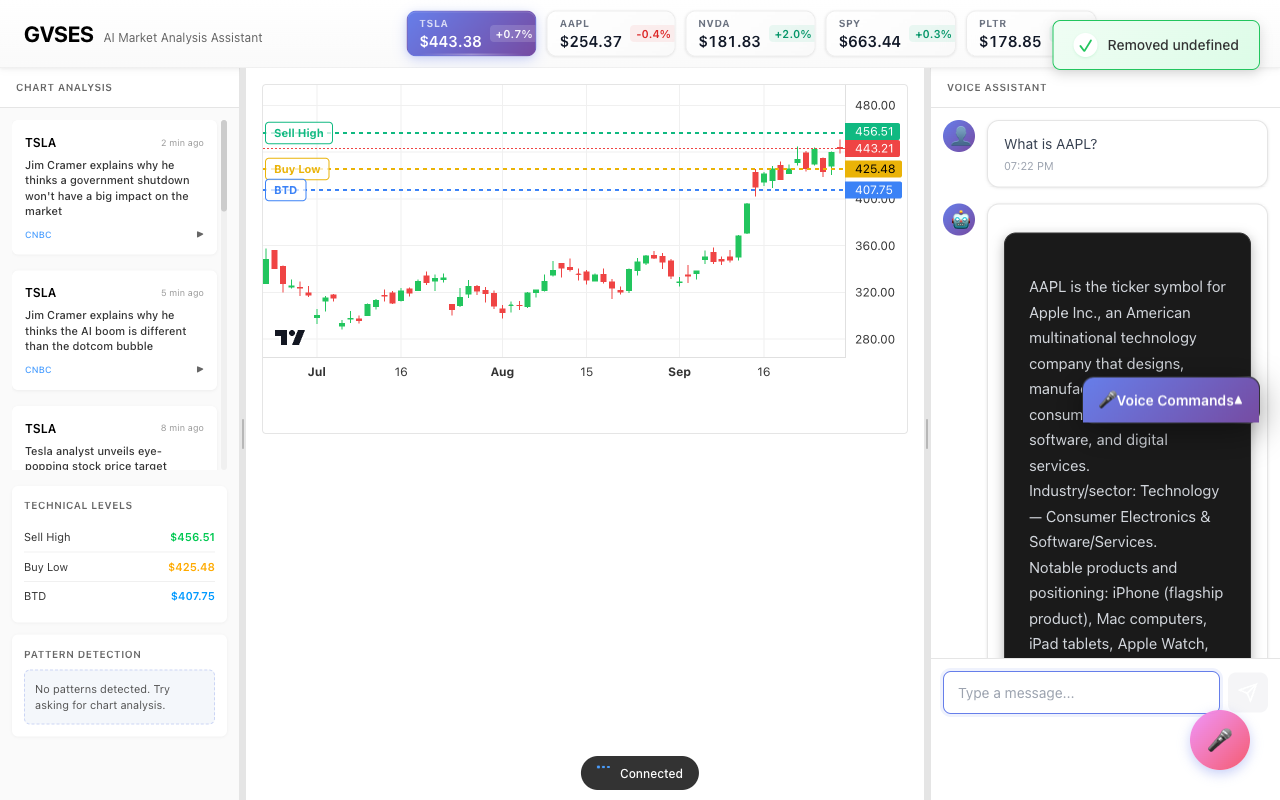 GVSES AI Market Analysis Assistant
TSLA
$443.38 +0.7%
AAPL
$254.37 -0.4%
NVDA
$181.83 +2.0%
SPY
$663.44 +0.3%
PLTR
$178.85
Removed undefined
CHART ANALYSIS
TSLA 2 min ago
Jim Cramer explains why he
thinks a government shutdown
won't have a big impact on the
market
CNBC
TSLA 5 min ago
Jim Cramer explains why he
thinks the AI boom is different
than the dotcom bubble
CNBC
TSLA 8 min ago
Tesla analyst unveils eye-
popping stock price target
TECHNICAL LEVELS
Sell High $456.51
Buy Low $425.48
BTD $407.75
PATTERN DETECTION
No patterns detected. Try
asking for chart analysis.
Sell High
Buy Low
BTD
480.00
456.51
443.21
425.48
407.75
400.00
360.00
320.00
280.00
Jul 16 Aug 15 Sep 16
Connected
VOICE ASSISTANT
What is AAPL?
07:22 PM
AAPL is the ticker symbol for
Apple Inc., an American
multinational technology
company that designs,
software, and digital
services.
Industry/sector: Technology
— Consumer Electronics &
Software/Services.
Notable products and
positioning: iPhone (flagship
product), Mac computers,
iPad tablets, Apple Watch,
Voice Commands
Type a message...